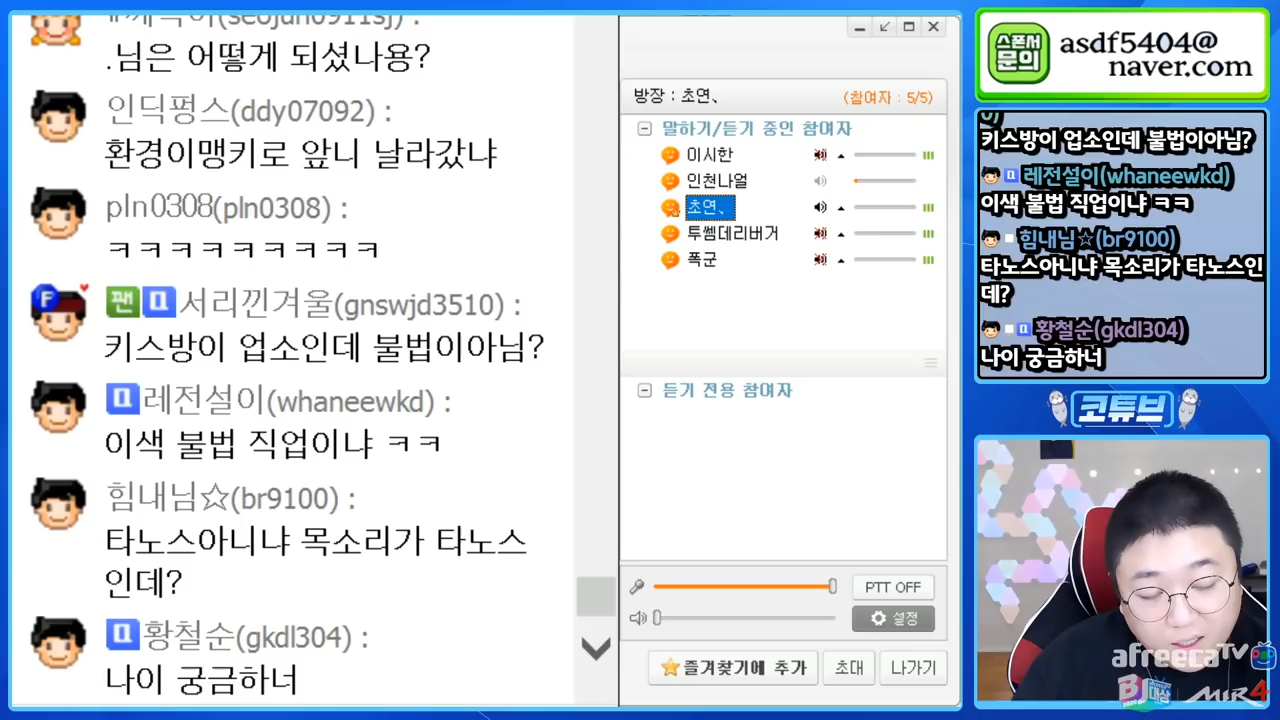 .님은 어떻게 되셨나용?
인딕펑스(ddy07092) :
환경이맹키로 앞니 날라갔냐
pln0308(pln0308) :
ㅋㅋㅋㅋㅋㅋㅋㅋㅋ
팬 서리낀겨울(gnswjd3510) :
키스방이 업소인데 불법이아님?
레전설이(whaneewkd) :
이색 불법 직업이냐 ㅋㅋ
힘내님☆(br9100) :
타노스아니냐 목소리가 타노스
인데?
황철순(gkdl304) :
나이 궁금하너
방장 : 초연、
(참여자 : 5/5)
말하기/듣기 중인 참여자
이시한
인천나얼
초연、
투쎔데리버거
폭군
듣기 전용 참여자
PTT OFF
설정
즐겨찾기에 추가
초대
나가기
스폰서
문의
asdf5404@
naver.com
키스방이 업소인데 불법이아님?
레전설이(whaneewkd)
이색 불법 직업이냐 ㅋㅋ
힘내님☆(br9100)
타노스아니냐 목소리가 타노스인
데?
황철순(gkdl304)
나이 궁금하너
코튜브
afreecaTV
BJ대상
MIR4